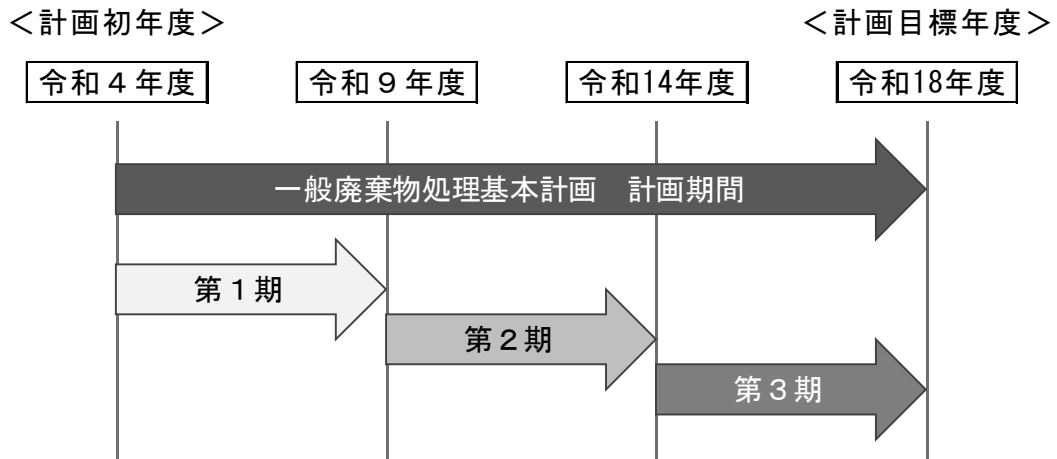 ＜計画初年度＞　＜計画目標年度＞
令和４年度　令和９年度　令和14年度　令和18年度
一般廃棄物処理基本計画　計画期間
第１期
第２期
第３期